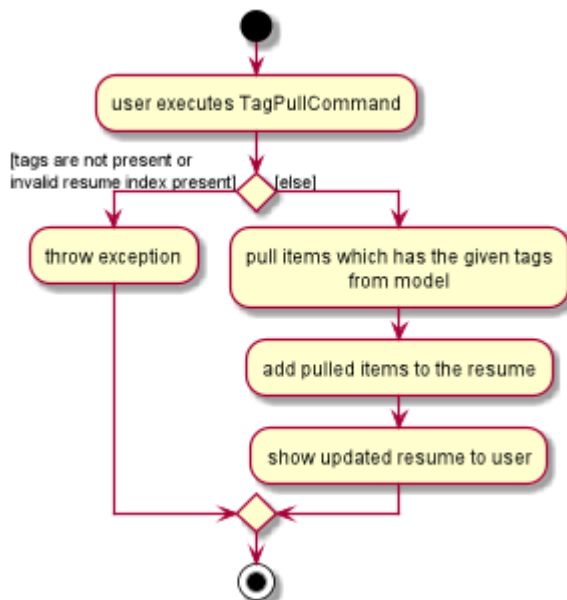 user executes TagPullCommand
[tags are not present or
invalid resume index present]
[else]
throw exception
pull items which has the given tags
from model
add pulled items to the resume
show updated resume to user